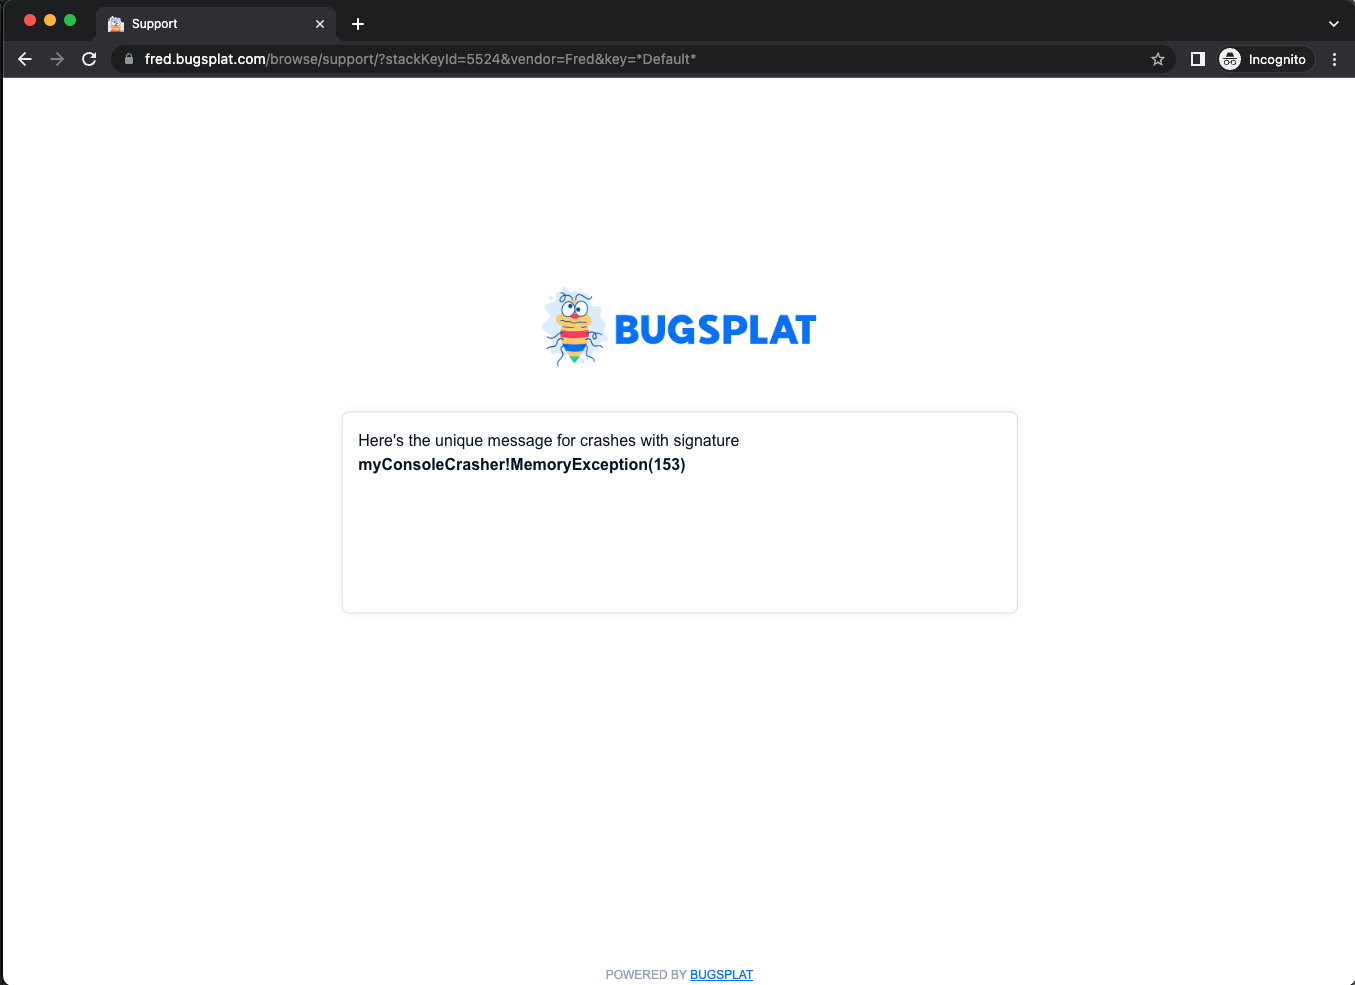 Support
fred.bugsplat.com/browse/support/?stackKeyId=5524&vendor=Fred&key=*Default*
Incognito
BUGSPLAT
Here's the unique message for crashes with signature
myConsoleCrasher!MemoryException(153)
POWERED BY BUGSPLAT